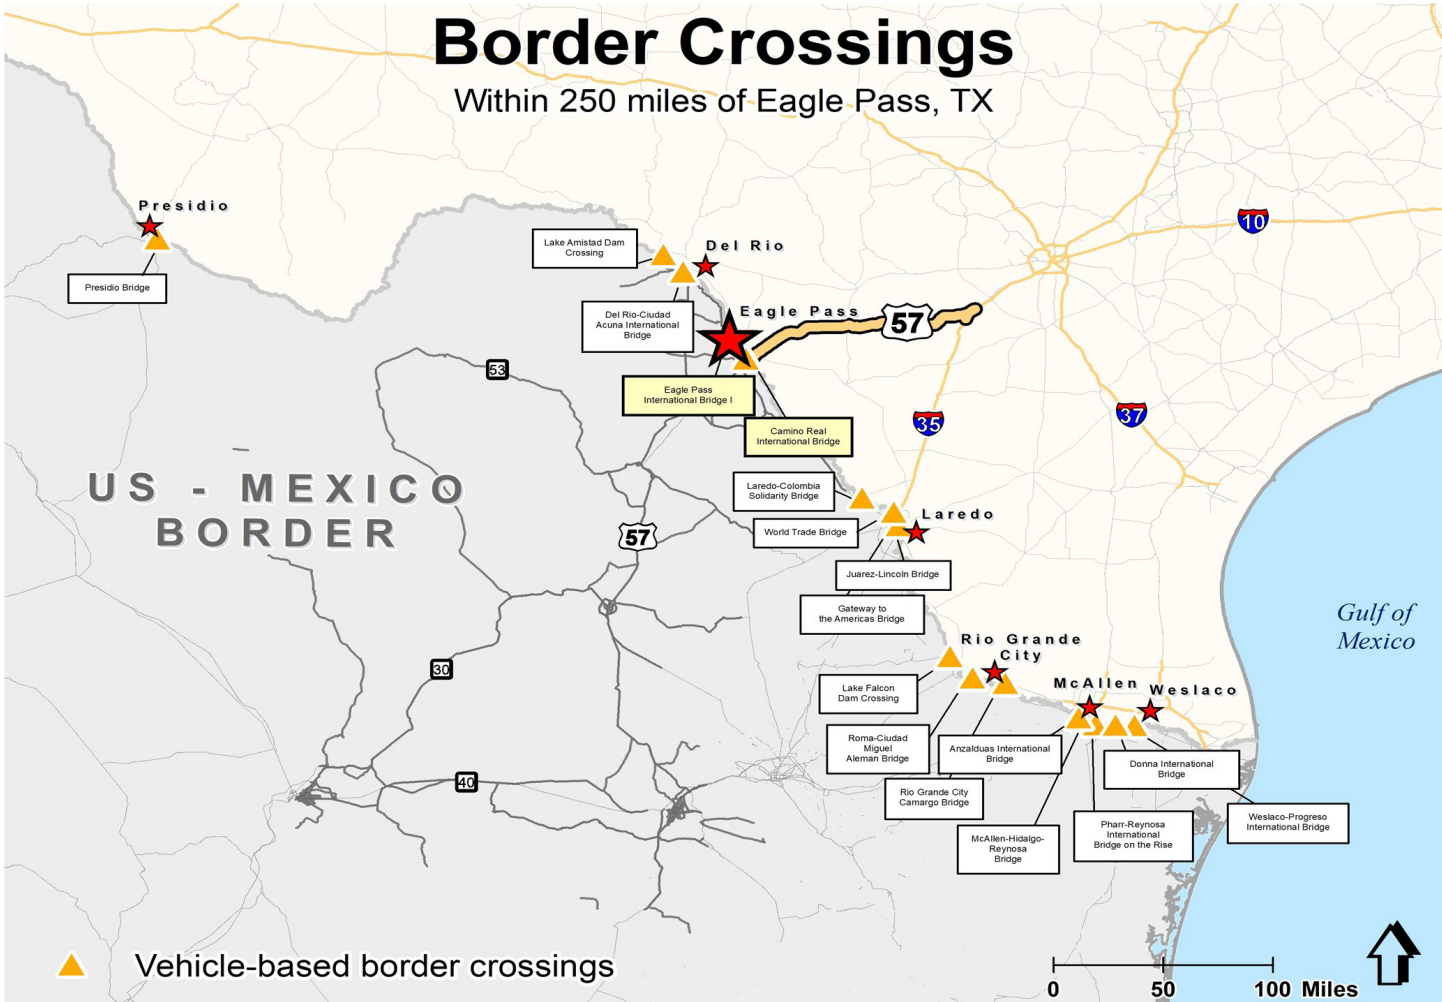 Border Crossings
Within 250 miles of Eagle Pass, TX
Presidio
Presidio Bridge
Lake Amistad Dam
Crossing
Del Rio
Del Rio-Ciudad
Acuna International
Bridge
Eagle Pass
57
10
Eagle Pass
International Bridge I
Camino Real
International Bridge
53
35
37
US - MEXICO
BORDER
Laredo-Colombia
Solidarity Bridge
World Trade Bridge
Laredo
57
Juarez-Lincoln Bridge
Gateway to
the Americas Bridge
Gulf of
Mexico
Rio Grande
City
30
Lake Falcon
Dam Crossing
McAllen
Weslaco
Roma-Ciudad
Miguel
Aleman Bridge
Anzalduas International
Bridge
Donna International
Bridge
40
Rio Grande City
Camargo Bridge
Weslaco-Progreso
International Bridge
McAllen-Hidalgo-
Reynosa
Bridge
Pharr-Reynosa
International
Bridge on the Rise
Vehicle-based border crossings
0 50 100 Miles